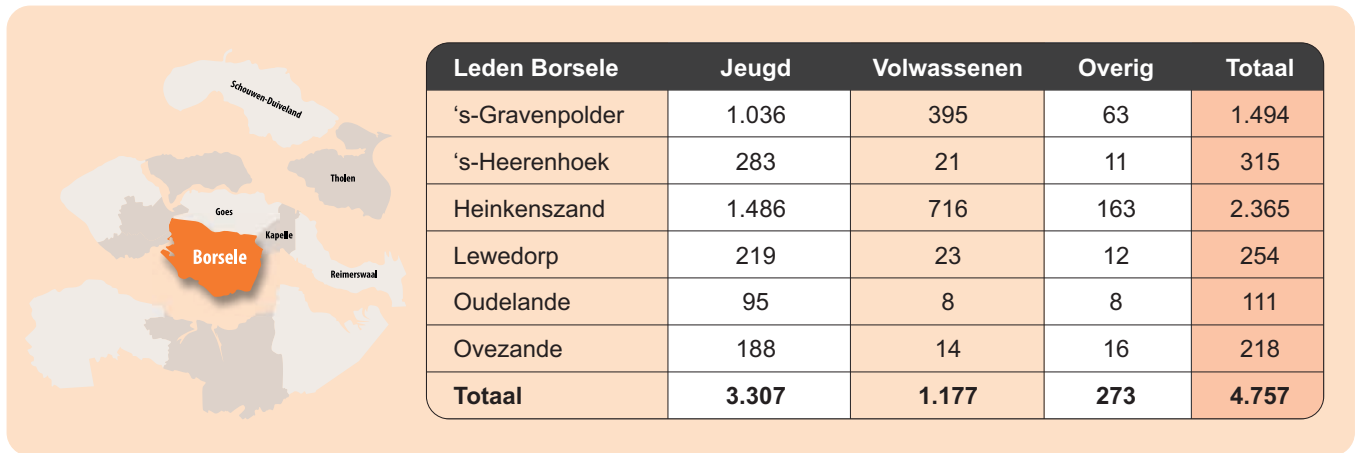 Schouwen-Duiveland
Tholen
Goes
Kapelle
Borsele
Reimerswaal
Leden Borsele Jeugd Volwassenen Overig Totaal
‘s-Gravenpolder 1.036 395 63 1.494
‘s-Heerenhoek 283 21 11 315
Heinkenszand 1.486 716 163 2.365
Lewedorp 219 23 12 254
Oudelande 95 8 8 111
Ovezande 188 14 16 218
Totaal 3.307 1.177 273 4.757